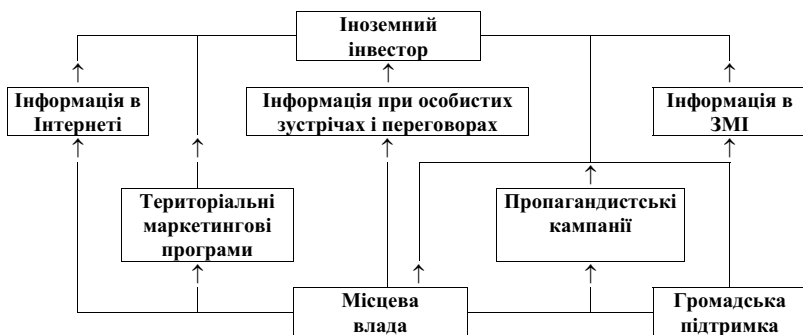 Іноземний
інвестор
Інформація в
Інтернеті
Інформація при особистих
зустрічах і переговорах
Інформація в
ЗМІ
Територіальні
маркетингові
програми
Пропагандистські
кампанії
Місцева
влада
Громадська
підтримка